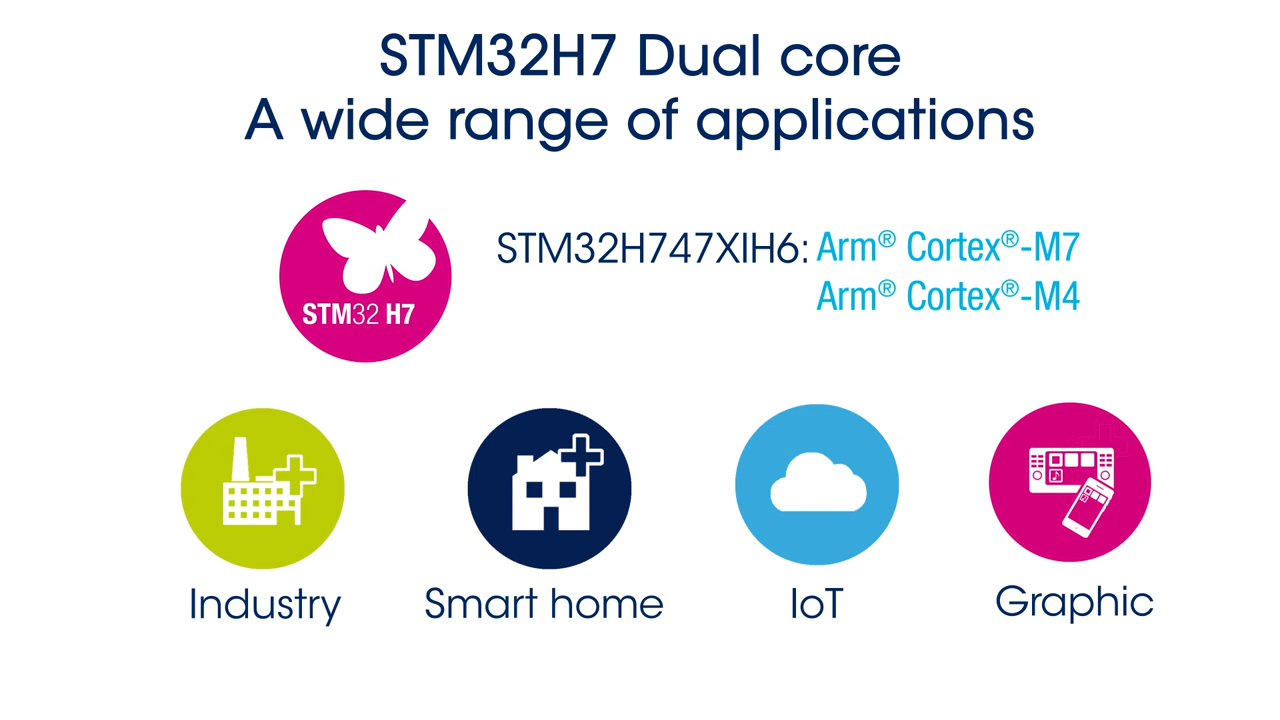 STM32H7 Dual core
A wide range of applications
STM32H747XIH6: Arm® Cortex®-M7
Arm® Cortex®-M4
STM32 H7
Industry
Smart home
IoT
Graphic